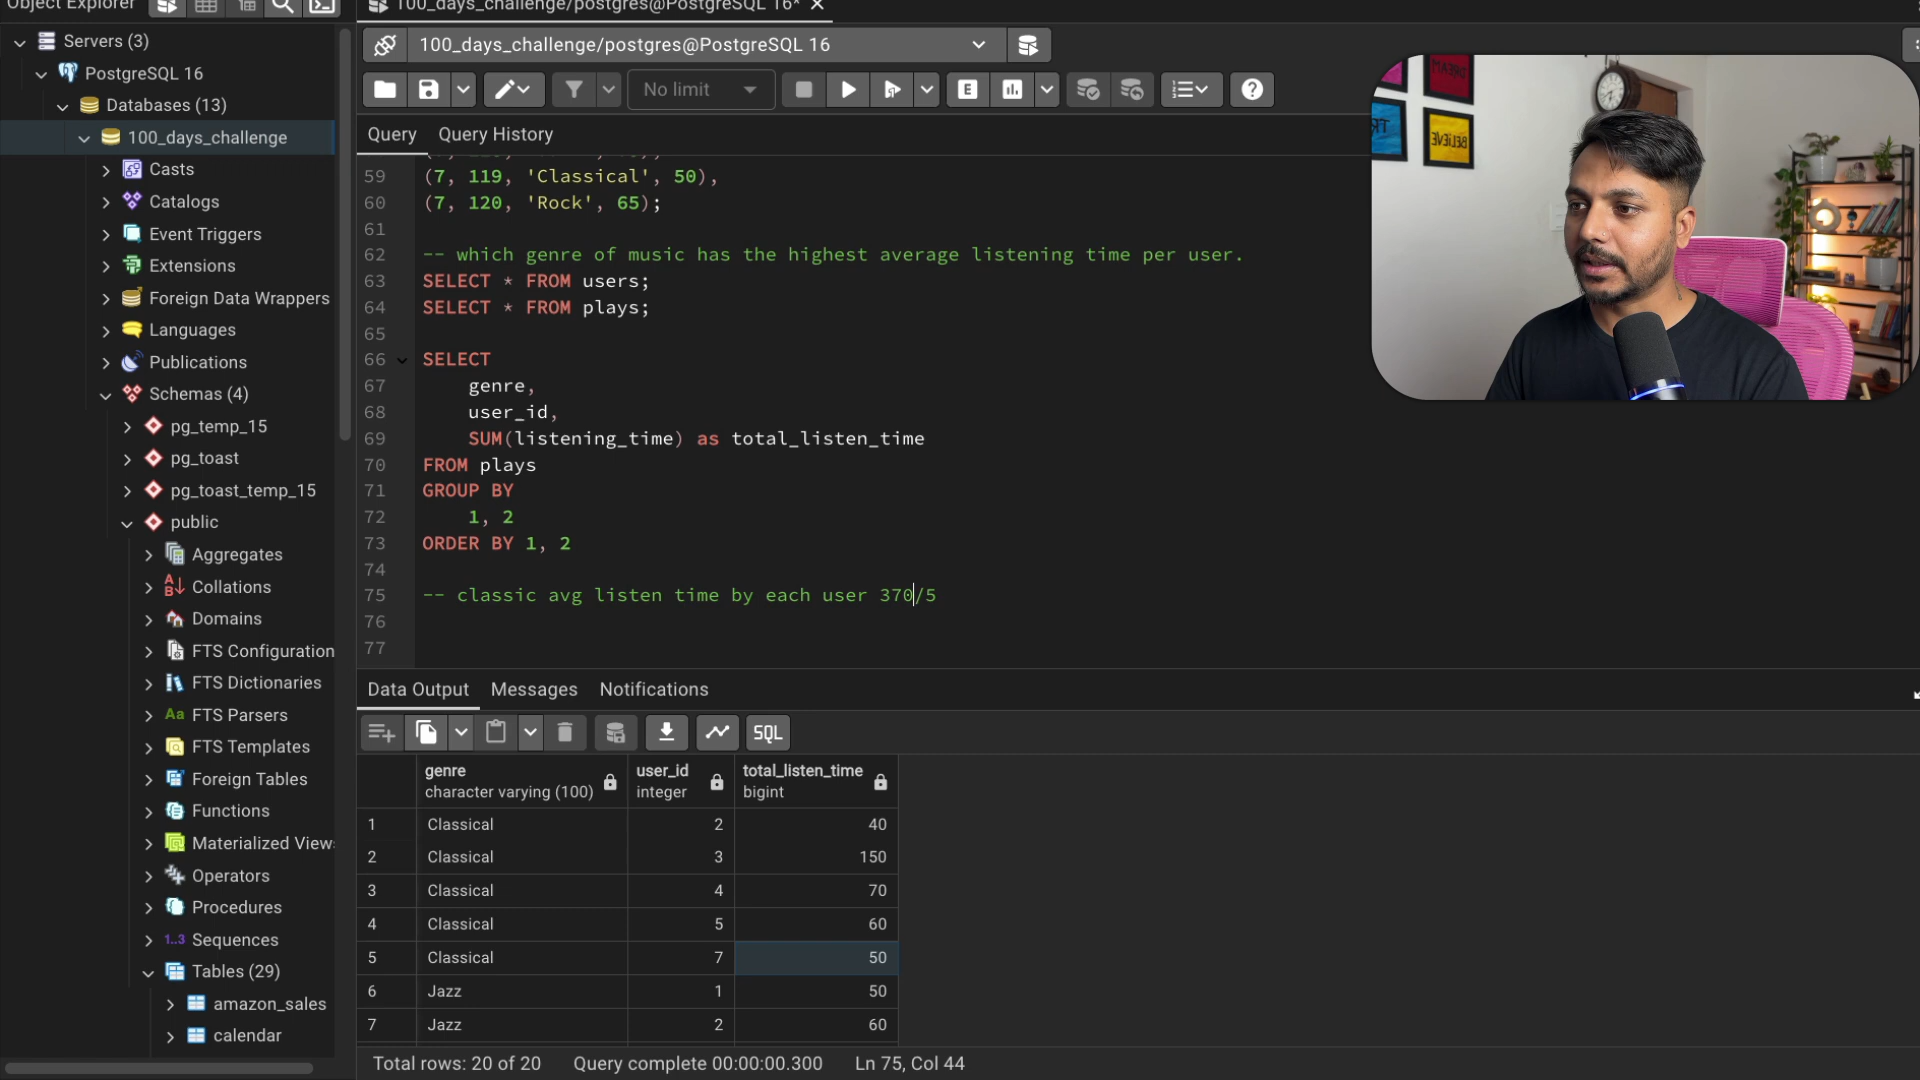 Object Explorer
100_days_challenge/postgres@PostgreSQL 16*
Servers (3)
PostgreSQL 16
Databases (13)
100_days_challenge
Casts
Catalogs
Event Triggers
Extensions
Foreign Data Wrappers
Languages
Publications
Schemas (4)
pg_temp_15
pg_toast
pg_toast_temp_15
public
Aggregates
Collations
Domains
FTS Configuration
FTS Dictionaries
Aa FTS Parsers
FTS Templates
Foreign Tables
Functions
Materialized View
Operators
Procedures
1..3 Sequences
Tables (29)
amazon_sales
calendar
100_days_challenge/postgres@PostgreSQL 16
No limit
E
Query Query History
59 (7, 119, 'Classical', 50),
60 (7, 120, 'Rock', 65);
61
62 -- which genre of music has the highest average listening time per user.
63 SELECT * FROM users;
64 SELECT * FROM plays;
65
66 SELECT
67 genre,
68 user_id,
69 SUM(listening_time) as total_listen_time
70 FROM plays
71 GROUP BY
72 1, 2
73 ORDER BY 1, 2
74
75 -- classic avg listen time by each user 370/5
76
77
Data Output Messages Notifications
SQL
genre user_id total_listen_time
character varying (100) integer bigint
1 Classical 2 40
2 Classical 3 150
3 Classical 4 70
4 Classical 5 60
5 Classical 7 50
6 Jazz 1 50
7 Jazz 2 60
Total rows: 20 of 20 Query complete 00:00:00.300 Ln 75, Col 44
DREAM
BELIEVE